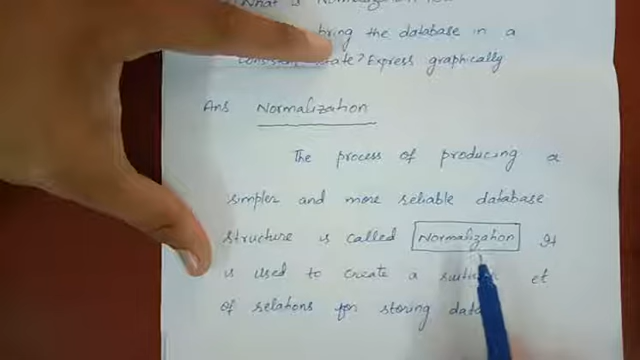 What is Normalization
bring the database in a
state? Express graphically
Ans Normalization
The process of producing a
simpler and more reliable database
structure is called Normalization It
is used to create a
of relations for storing data